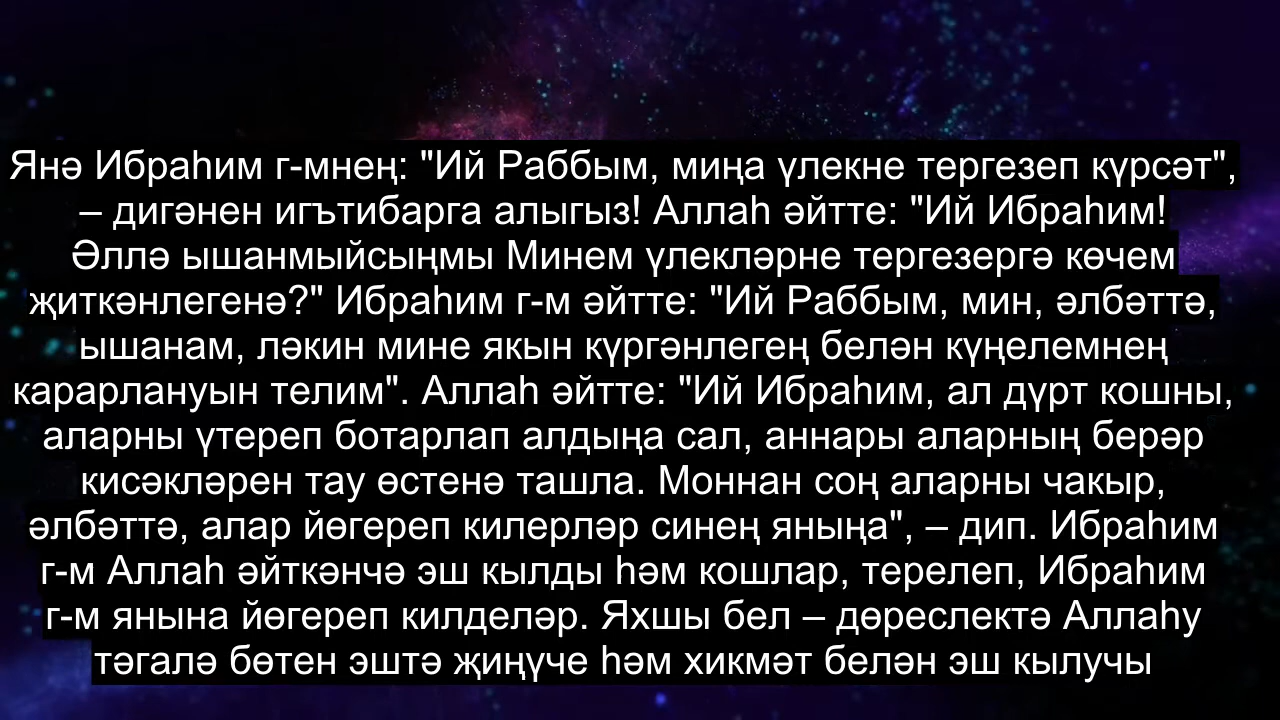 Янә Ибраһим г-мнең: "Ий Раббым, миңа үлекне тергезеп күрсәт",
– дигәнен игътибарга алыгыз! Аллаһ әйтте: "Ий Ибраһим!
Әллә ышанмыйсыңмы Минем үлекләрне тергезергә көчем
җиткәнлегенә?" Ибраһим г-м әйтте: "Ий Раббым, мин, әлбәттә,
ышанам, ләкин мине якын күргәнлегең белән күңелемнең
карарлануын телим". Аллаһ әйтте: "Ий Ибраһим, ал дүрт кошны,
аларны үтереп ботарлап алдыңа сал, аннары аларның берәр
кисәкләрен тау өстенә ташла. Моннан соң аларны чакыр,
әлбәттә, алар йөгереп килерләр синең яныңа", – дип. Ибраһим
г-м Аллаһ әйткәнчә эш кылды һәм кошлар, терелеп, Ибраһим
г-м янына йөгереп килделәр. Яхшы бел – дөреслектә Аллаһу
тәгалә бөтен эштә җиңүче һәм хикмәт белән эш кылучы